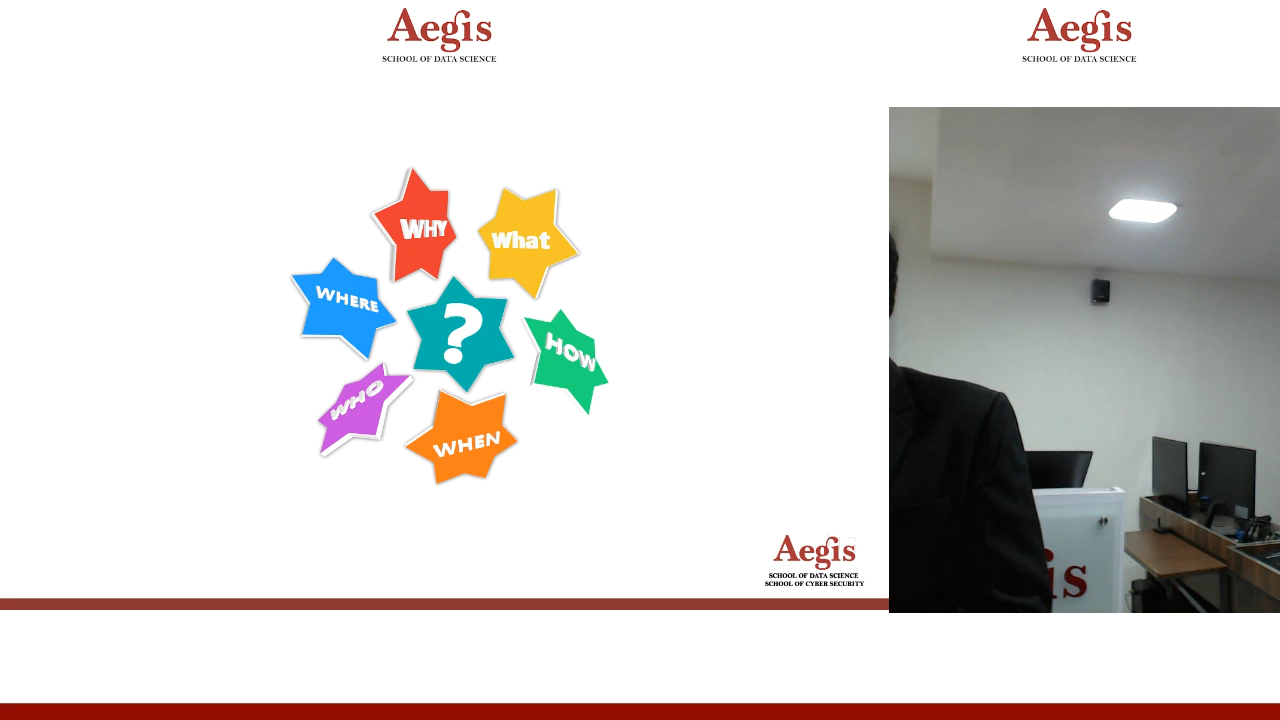 Aegis
SCHOOL OF DATA SCIENCE
Aegis
SCHOOL OF DATA SCIENCE
WHY
What
WHERE
?
HOW
WHO
WHEN
Aegis
SCHOOL OF DATA SCIENCE
SCHOOL OF CYBER SECURITY
is